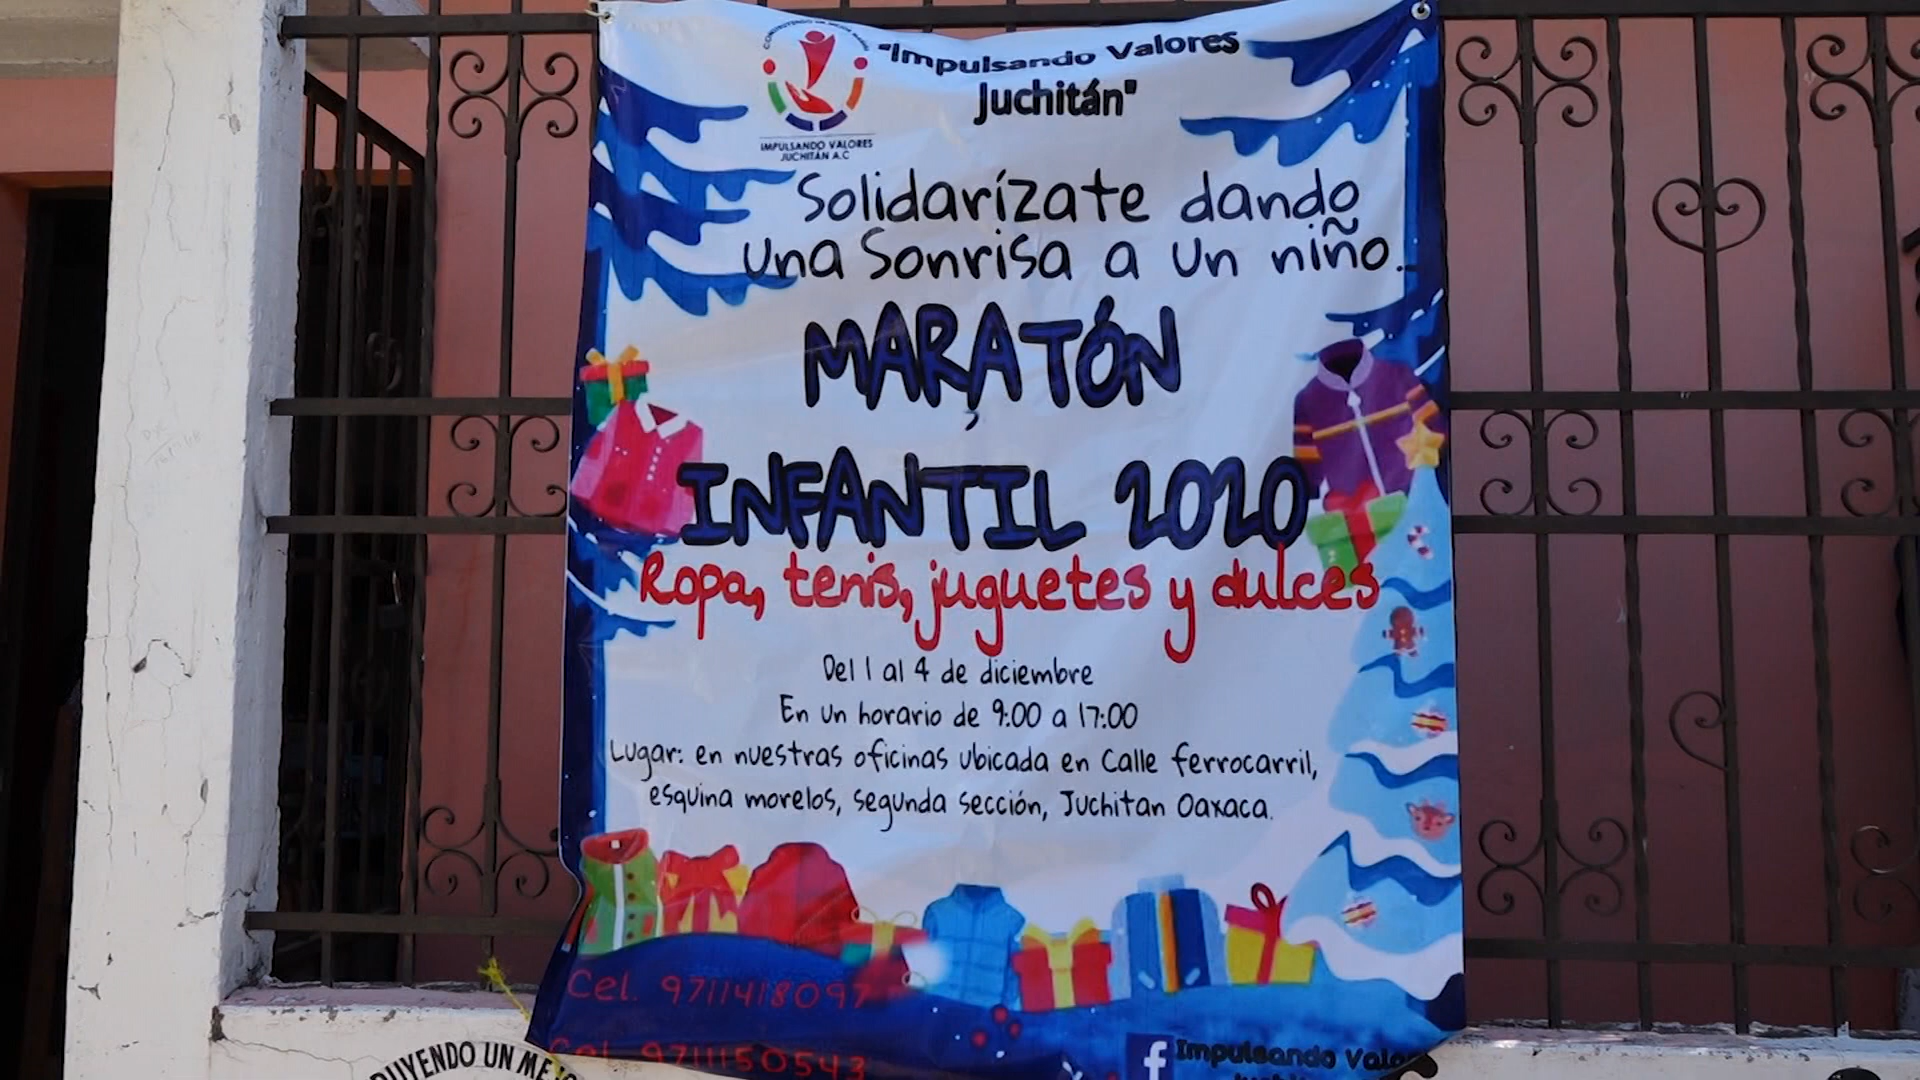 "Impulsando Valores
Juchitán"
IMPULSANDO VALORES
JUCHITÁN A.C
Solidarízate dando
una Sonrisa a un niño.
MARATÓN
INFANTIL 2020
Ropa, tenis, juguetes y dulces
Del 1 al 4 de diciembre
En un horario de 9:00 a 17:00
Lugar: en nuestras oficinas ubicada en Calle ferrocarril,
esquina morelos, segunda sección, Juchitan Oaxaca.
Cel. 9711418097
Cel. 9711150543
f Impulsando Valores
UN